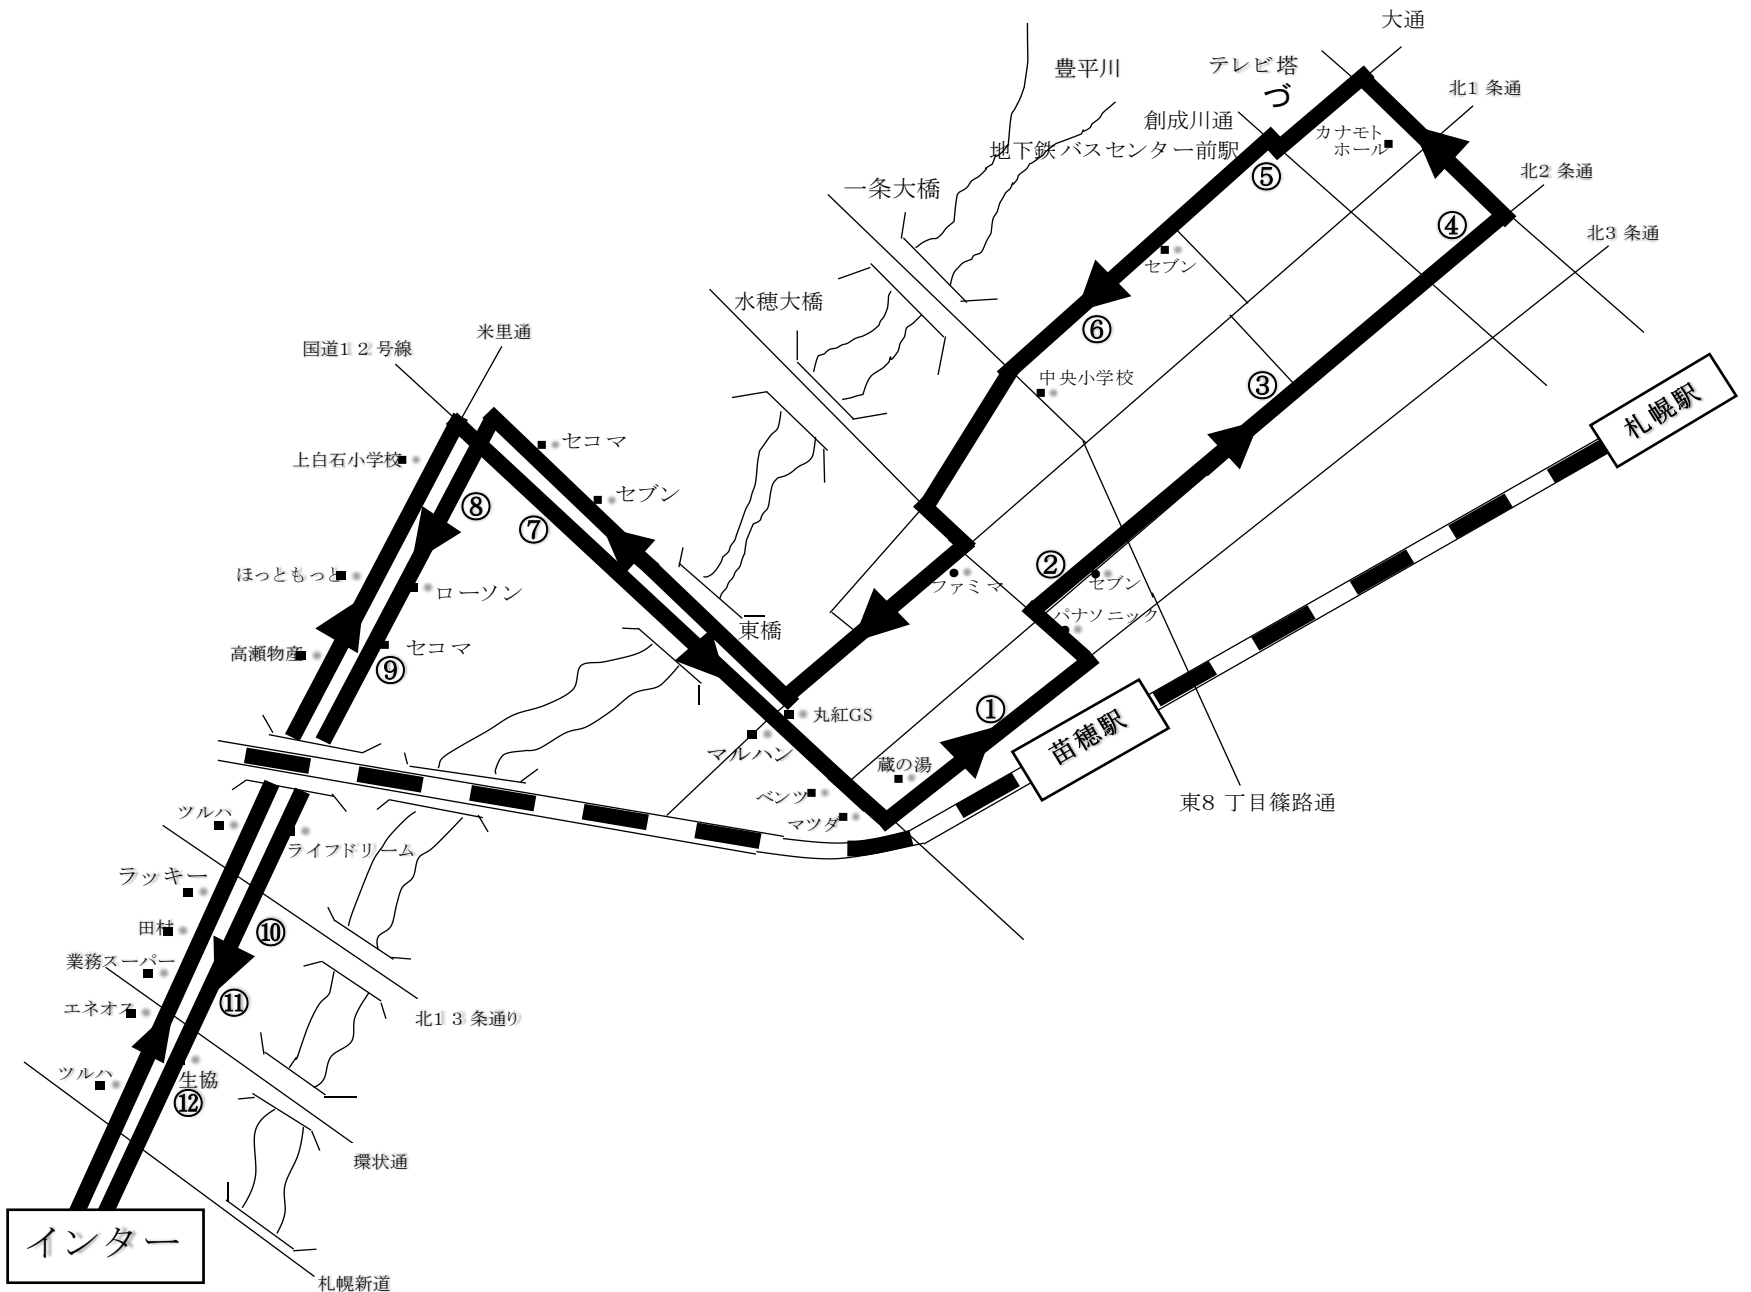 大通
豊平川
テレビ塔
づ
北1 条通
創成川通
地下鉄バスセンター前駅
カナモト
ホール
⑤
北2 条通
一条大橋
④
北3 条通
セブン
水穂大橋
⑥
米里通
国道1 2 号線
中央小学校
③
札幌駅
セコマ
上白石小学校
セブン
⑧
⑦
②
ほっともっと
ローソン
ファミマ
セブン
パナソニック
東橋
高瀬物産
セコマ
⑨
①
丸紅GS
苗穂駅
マルハン
蔵の湯
ベンツ
東8 丁目篠路通
ツルハ
マツダ
ライフドリーム
ラッキー
田村
⑩
業務スーパー
エネオス
⑪
北1 3 条通り
ツルハ
生協
⑫
環状通
インター
札幌新道